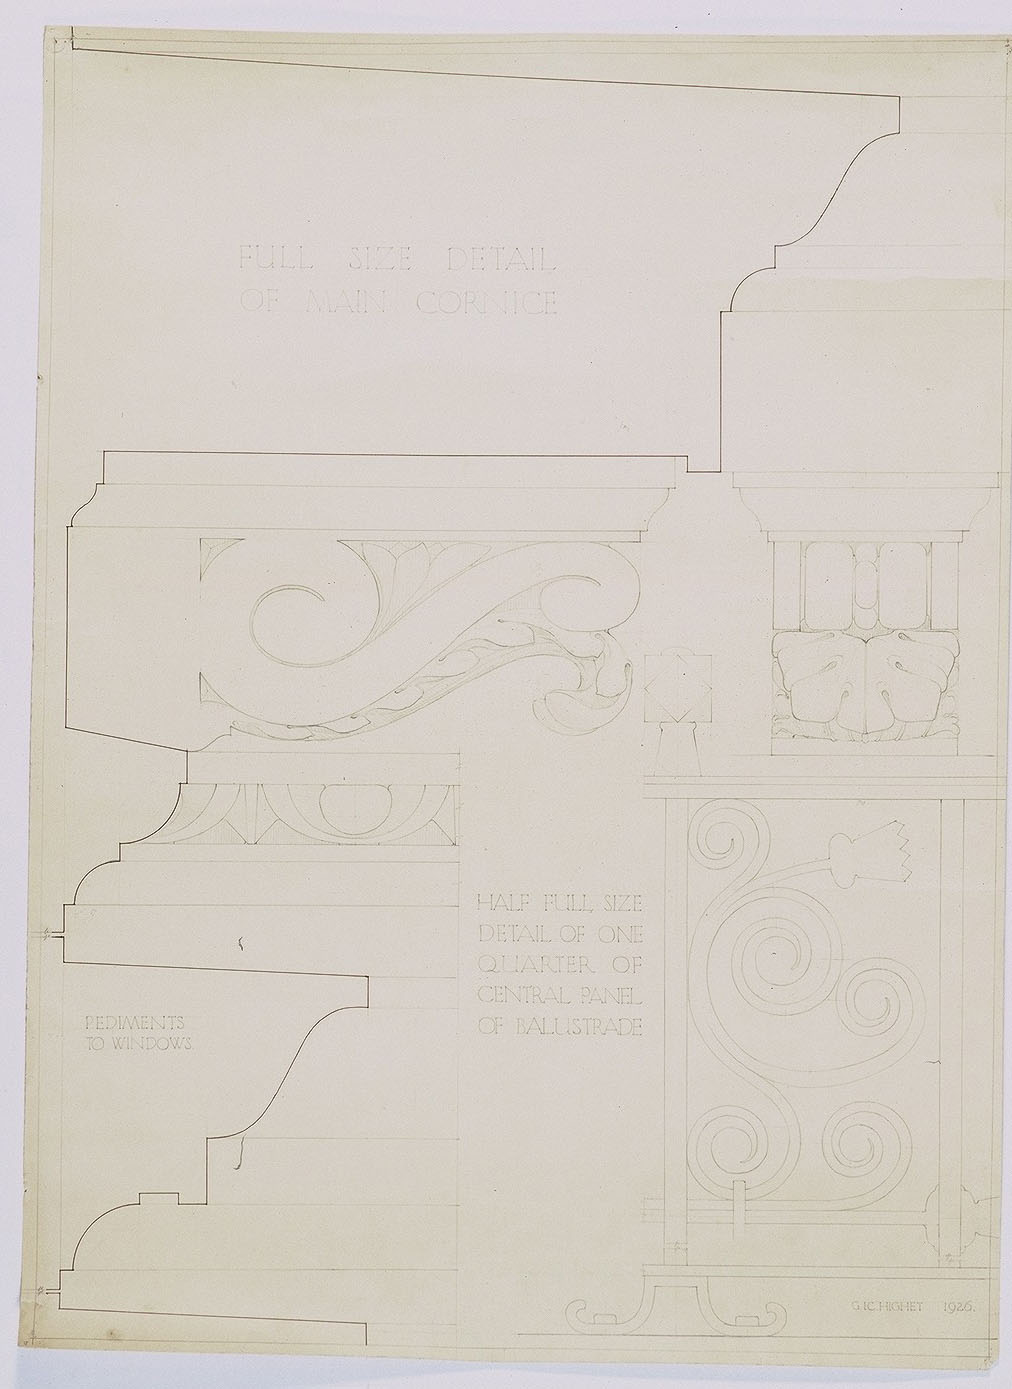 FULL SIZE DETAIL
OF MAIN CORNICE
HALF FULL SIZE
DETAIL OF ONE
QUARTER OF
CENTRAL PANEL
OF BALUSTRADE
PEDIMENTS
TO WINDOWS.
HIGHET 1926.